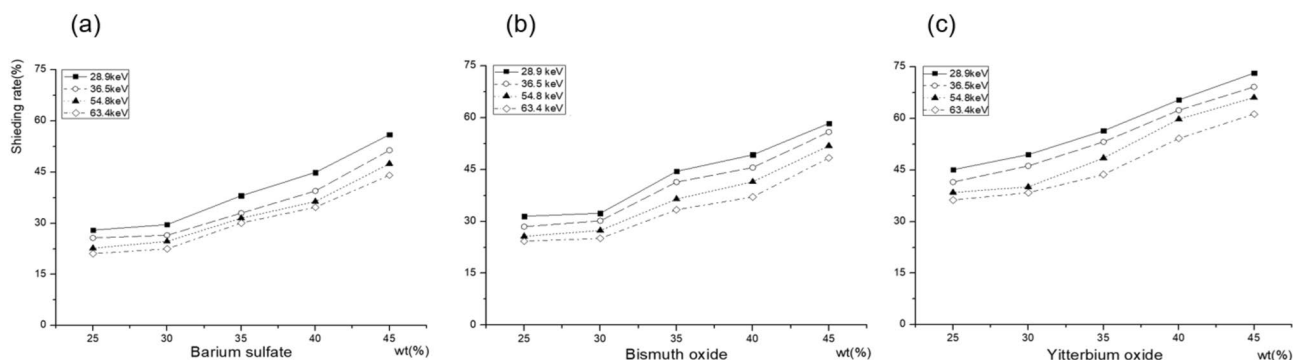 (a)
(b)
(c)
Shieding rate(%)
75
60
45
30
15
0
28.9keV
36.5keV
54.8keV
63.4keV
25
30
35
40
45
Barium sulfate
wt(%)
75
60
45
30
15
0
28.9 keV
36.5 keV
54.8 keV
63.4 keV
25
30
35
40
45
Bismuth oxide
wt(%)
75
60
45
30
15
0
28.9keV
36.5keV
54.8keV
63.4keV
25
30
35
40
45
Yitterbium oxide
wt(%)